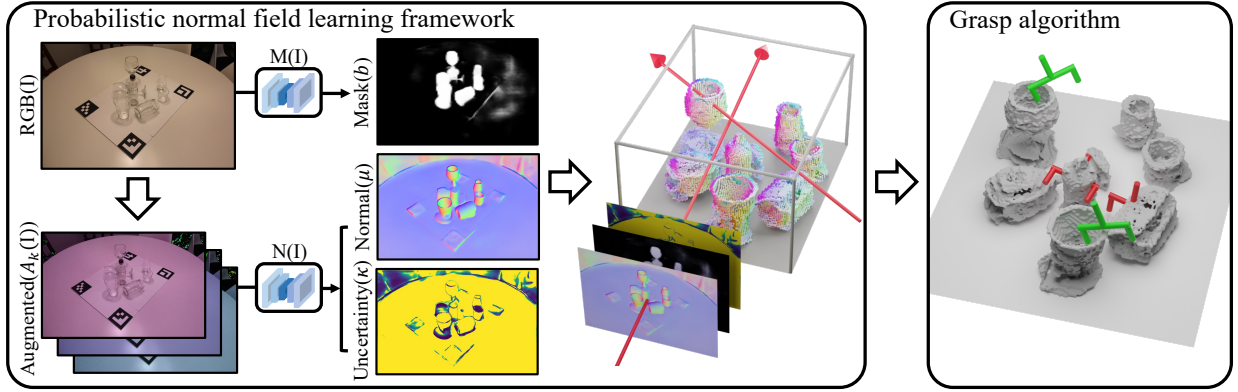 Probabilistic normal field learning framework
Grasp algorithm
RGB(I)
M(I)
Mask(b)
Augmented(A_k(I))
N(I)
Normal(μ)
Uncertainty(κ)